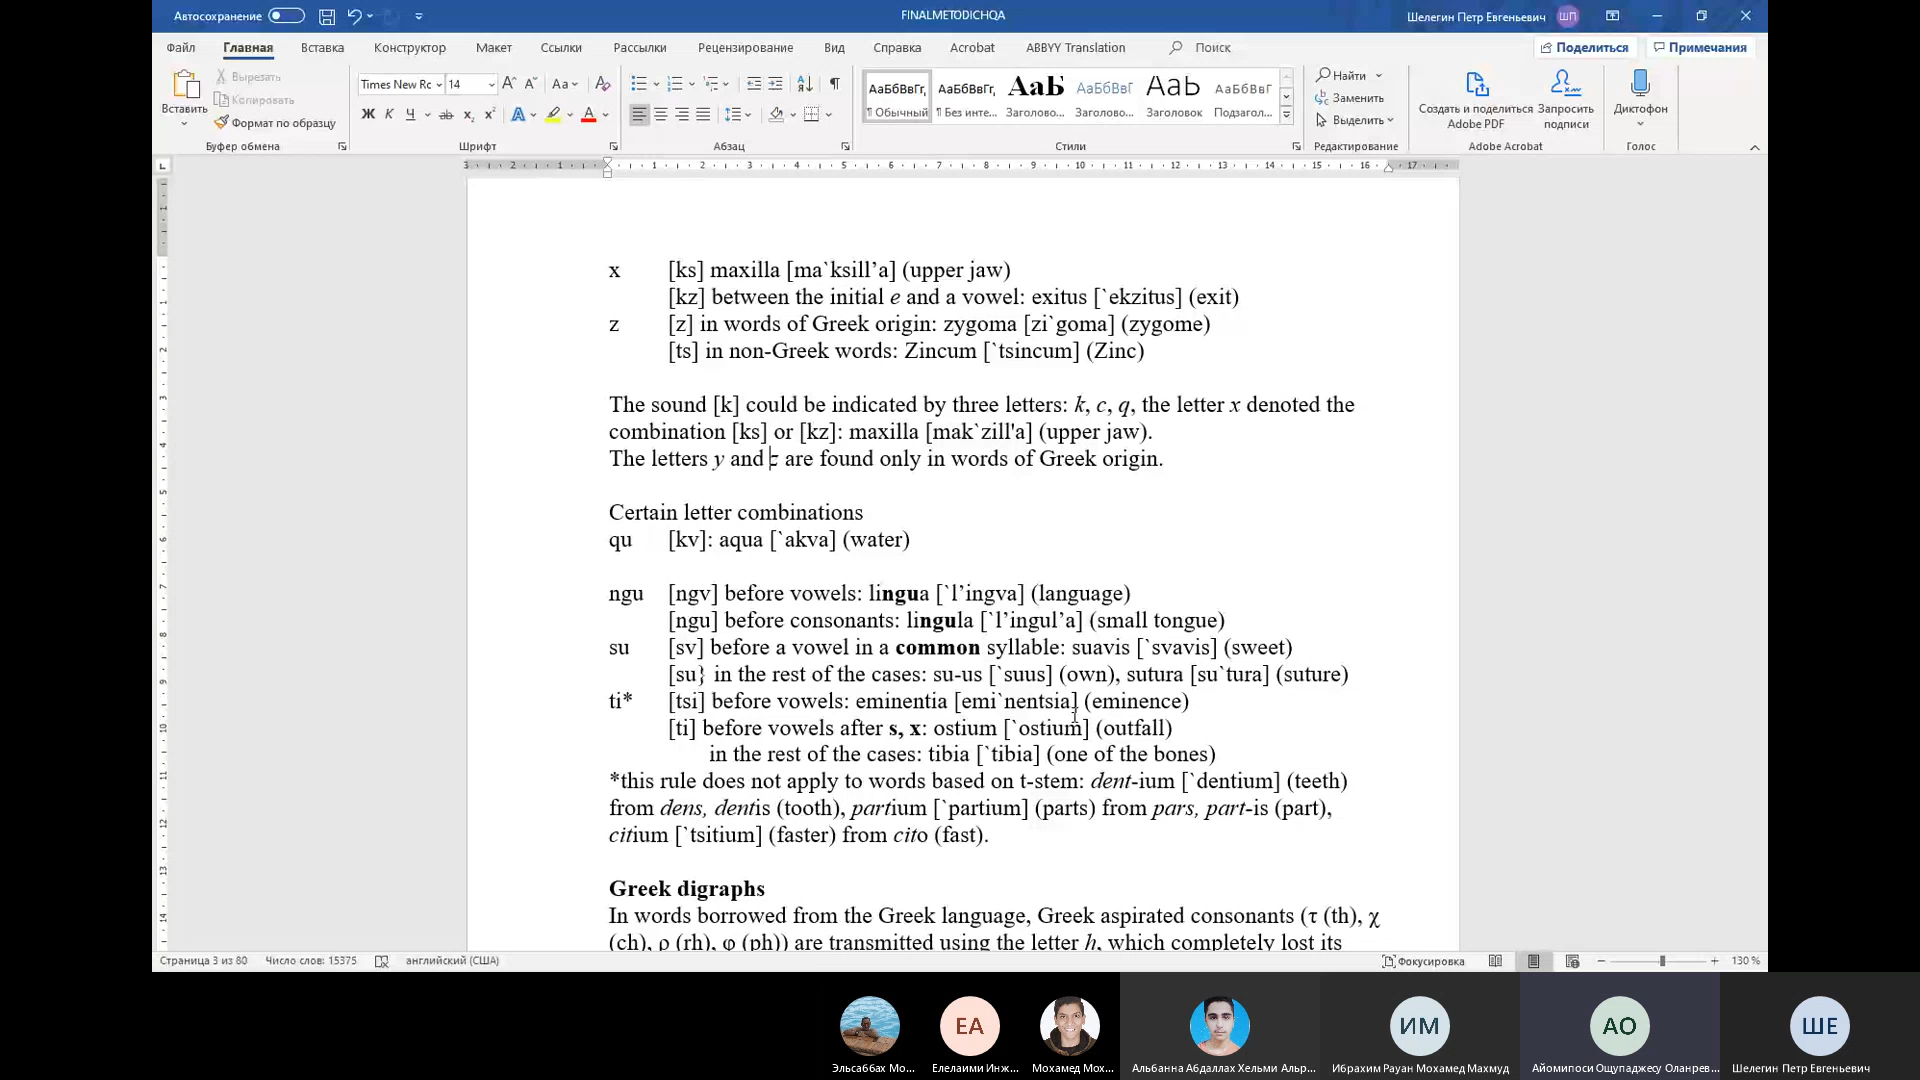 Автосохранение
FINALMETODICHQA
Шелегин Петр Евгеньевич
ШП
Файл Главная Вставка Конструктор Макет Ссылки Рассылки Рецензирование Вид Справка Acrobat ABBYY Translation Поиск
Поделиться Примечания
Вставить
Вырезать
Копировать
Формат по образцу
Буфер обмена
Times New Rc 14
Шрифт
Абзац
АаБбВвГг, АаБбВвГг, АаБ АаБбВвГ АаБ АаБбВвГ
¶ Обычный ¶ Без инте... Заголово... Заголово... Заголовок Подзагол...
Стили
Найти
Заменить
Выделить
Редактирование
Создать и поделиться Adobe PDF
Запросить подписи
Adobe Acrobat
Диктофон
Голос
x [ks] maxilla [ma`ksill’a] (upper jaw)
[kz] between the initial e and a vowel: exitus [`ekzitus] (exit)
z [z] in words of Greek origin: zygoma [zi`goma] (zygome)
[ts] in non-Greek words: Zincum [`tsincum] (Zinc)
The sound [k] could be indicated by three letters: k, c, q, the letter x denoted the
combination [ks] or [kz]: maxilla [mak`zill'a] (upper jaw).
The letters y and z are found only in words of Greek origin.
Certain letter combinations
qu [kv]: aqua [`akva] (water)
ngu [ngv] before vowels: lingua [`l’ingva] (language)
[ngu] before consonants: lingula [`l’ingul’a] (small tongue)
su [sv] before a vowel in a common syllable: suavis [`svavis] (sweet)
[su} in the rest of the cases: su-us [`suus] (own), sutura [su`tura] (suture)
ti* [tsi] before vowels: eminentia [emi`nentsia] (eminence)
[ti] before vowels after s, x: ostium [`ostium] (outfall)
in the rest of the cases: tibia [`tibia] (one of the bones)
*this rule does not apply to words based on t-stem: dent-ium [`dentium] (teeth)
from dens, dentis (tooth), partium [`partium] (parts) from pars, part-is (part),
citium [`tsitium] (faster) from cito (fast).
Greek digraphs
In words borrowed from the Greek language, Greek aspirated consonants (τ (th), χ
(ch), ρ (rh), φ (ph)) are transmitted using the letter h, which completely lost its
Страница 3 из 80 Число слов: 15375 английский (США) Фокусировка 130 %
ЕА ИМ АО ШЕ
Эльсаббах Мо... Елелаими Инж... Мохамед Мох... Альбанна Абдаллах Хельми Альр... Ибрахим Рауан Мохамед Махмуд Айомипоси Ощупаджесу Оланрев... Шелегин Петр Евгеньевич